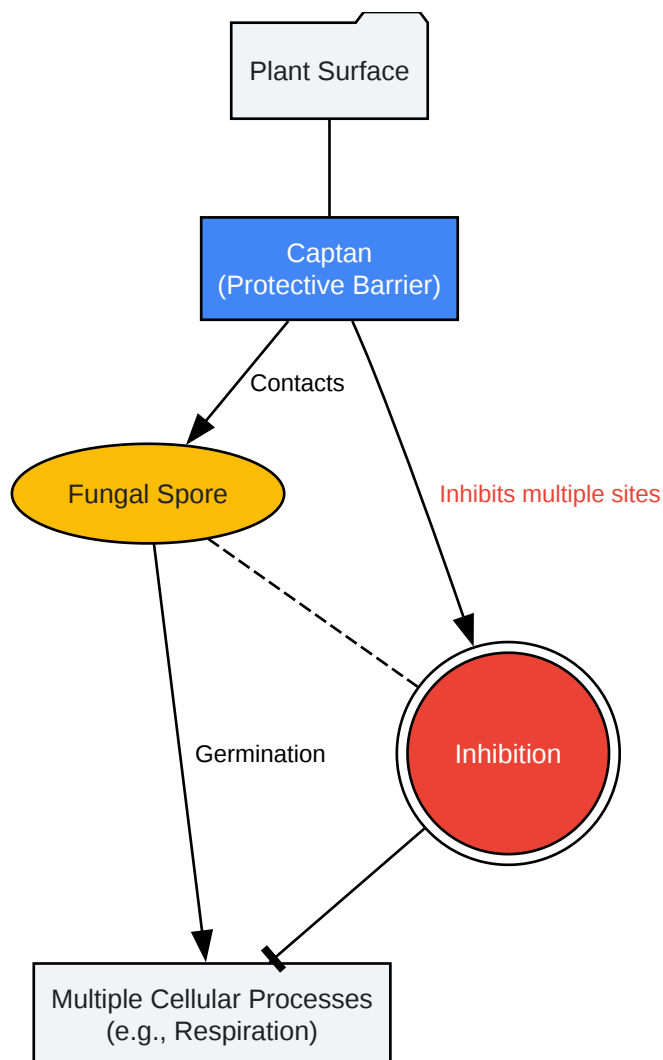 Plant Surface
Captan
(Protective Barrier)
Contacts
Fungal Spore
Inhibits multiple sites
Germination
Inhibition
Multiple Cellular Processes
(e.g., Respiration)